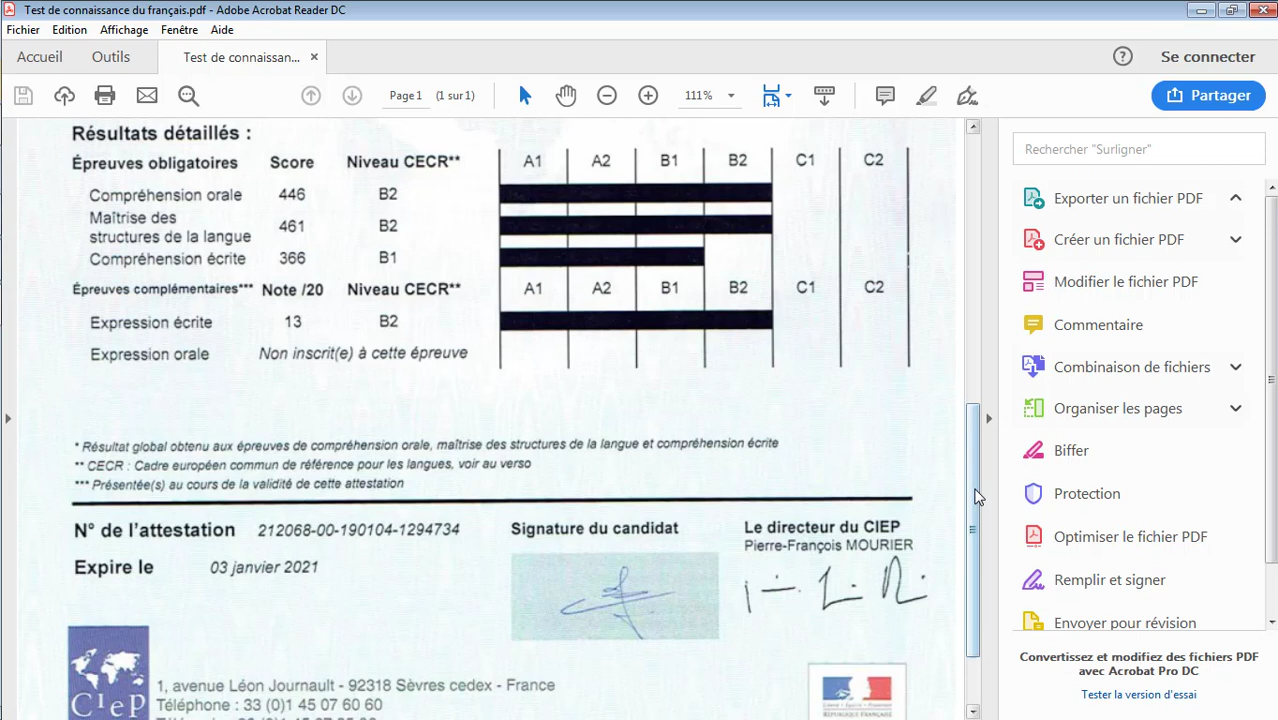 Test de connaissance du français.pdf - Adobe Acrobat Reader DC
Fichier Edition Affichage Fenêtre Aide
Accueil Outils Test de connaissan... × Se connecter
Page 1 (1 sur 1) 111% Partager
Résultats détaillés :
Épreuves obligatoires Score Niveau CECR** A1 A2 B1 B2 C1 C2
Compréhension orale 446 B2
Maîtrise des
structures de la langue 461 B2
Compréhension écrite 366 B1
Épreuves complémentaires*** Note /20 Niveau CECR** A1 A2 B1 B2 C1 C2
Expression écrite 13 B2
Expression orale Non inscrit(e) à cette épreuve
* Résultat global obtenu aux épreuves de compréhension orale, maîtrise des structures de la langue et compréhension écrite
** CECR : Cadre européen commun de référence pour les langues, voir au verso
*** Présentée(s) au cours de la validité de cette attestation
N° de l'attestation 212068-00-190104-1294734
Expire le 03 janvier 2021
Signature du candidat
Le directeur du CIEP
Pierre-François MOURIER
CIEP
1, avenue Léon Journault - 92318 Sèvres cedex - France
Téléphone : 33 (0)1 45 07 60 60
RÉPUBLIQUE FRANÇAISE
Rechercher "Surligner"
Exporter un fichier PDF
Créer un fichier PDF
Modifier le fichier PDF
Commentaire
Combinaison de fichiers
Organiser les pages
Biffer
Protection
Optimiser le fichier PDF
Remplir et signer
Envoyer pour révision
Convertissez et modifiez des fichiers PDF
avec Acrobat Pro DC
Tester la version d'essai